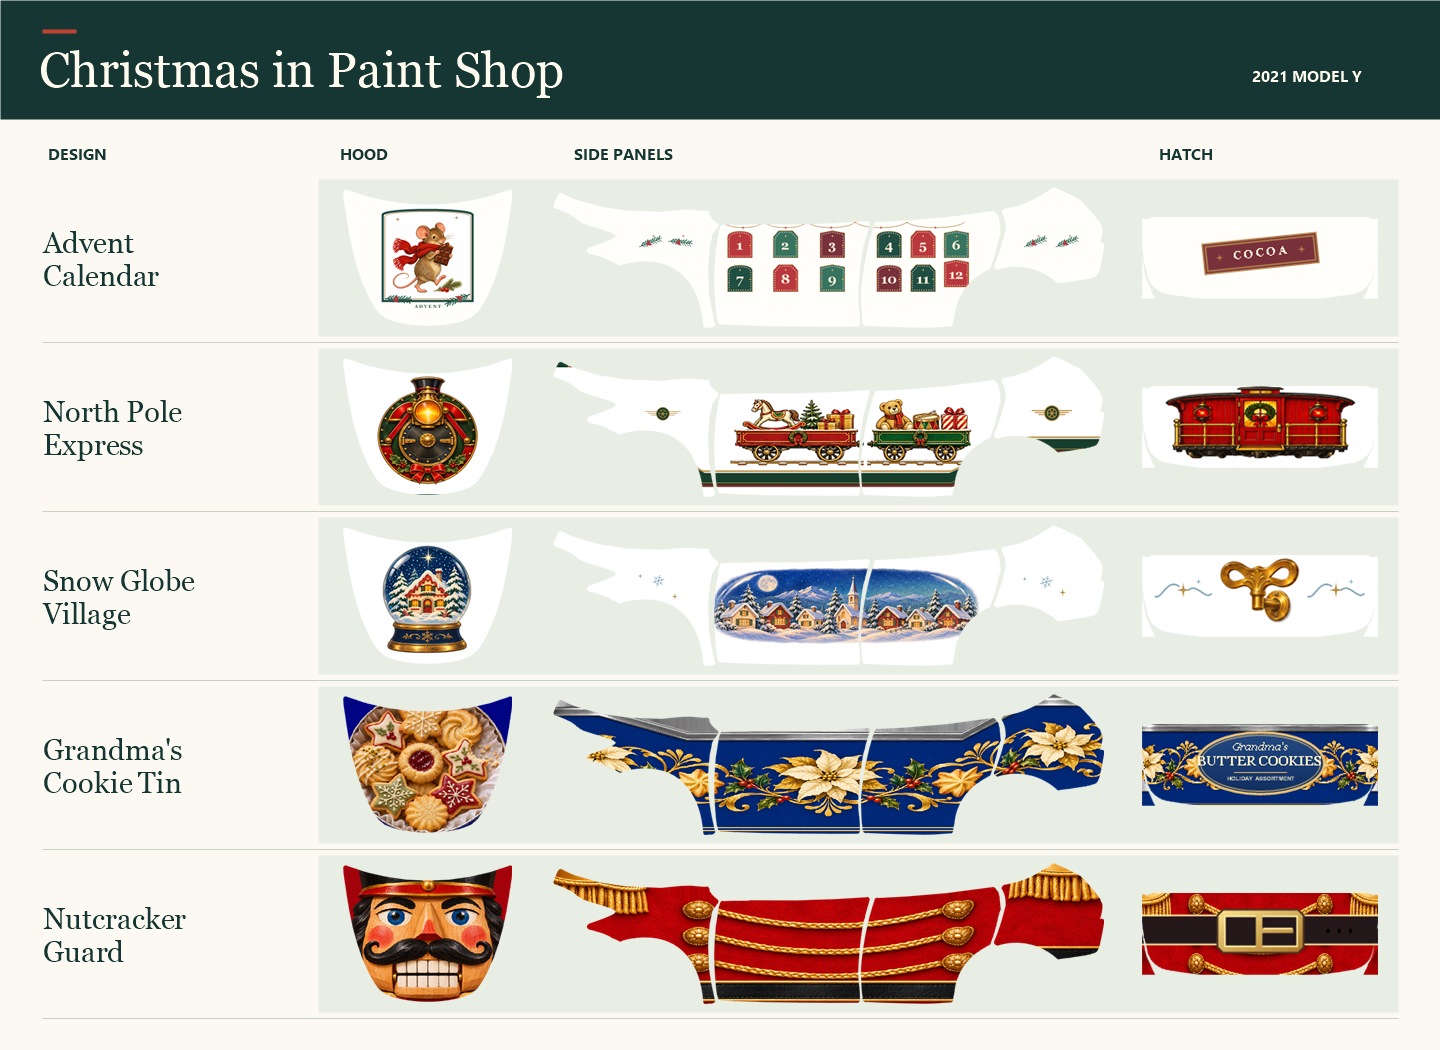 Christmas in Paint Shop
2021 MODEL Y
DESIGN HOOD SIDE PANELS HATCH
Advent
Calendar
ADVENT
1 2 3 4 5 6
7 8 9 10 11 12
COCOA
North Pole
Express
Snow Globe
Village
Grandma's
Cookie Tin
Grandma's
BUTTER COOKIES
HOLIDAY ASSORTMENT
Nutcracker
Guard